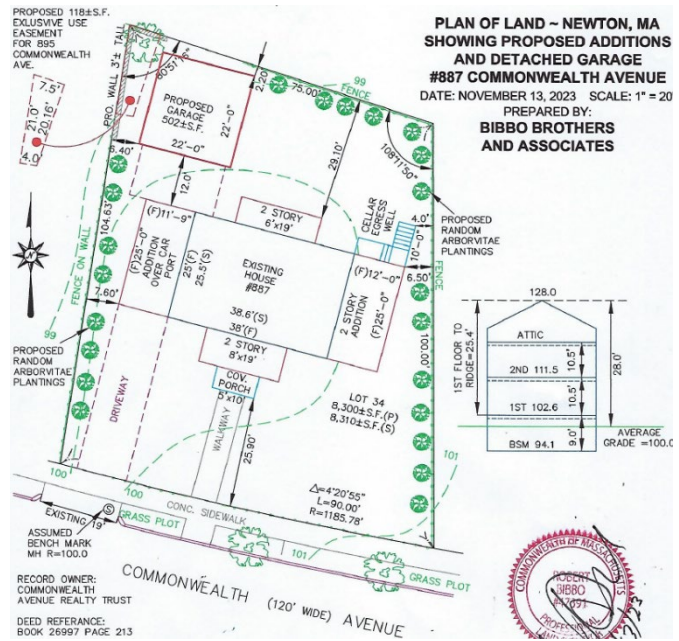 PROPOSED 118±S.F.
EXLUSVIVE USE
EASEMENT
FOR 895
COMMONWEALTH
AVE.
7.5'
21.0'
20.16'
4.0'
PRO. WALL 3'± TALL
PLAN OF LAND ~ NEWTON, MA
SHOWING PROPOSED ADDITIONS
AND DETACHED GARAGE
#887 COMMONWEALTH AVENUE
DATE: NOVEMBER 13, 2023 SCALE: 1" = 20'
PREPARED BY:
BIBBO BROTHERS
AND ASSOCIATES
2.20'
99
FENCE
75.00'
PROPOSED
GARAGE
502±S.F.
22'-0"
22'-0"
6.40'
12.0'
29.10'
108°11'50"
104.63'
FENCE ON WALL
(F)11'-9"
(F)25'-0"
ADDITION
OVER CAR
PORT
2 STORY
6'x19'
CELLAR
EGRESS
WELL
4.0'
10'-0"
PROPOSED
RANDOM
ARBORVITAE
PLANTINGS
FENCE
25'(F)
25.5'(S)
EXISTING
HOUSE
#887
(F)12'-0"
6.50'
2 STORY
ADDITION
(F)25'-0"
7.60'
38.6'(S)
38'(F)
100.00'
99
PROPOSED
RANDOM
ARBORVITAE
PLANTINGS
2 STORY
8'x19'
COV.
PORCH
5'x10'
DRIVEWAY
WALKWAY
25.90'
LOT 34
8,300±S.F.(P)
8,310±S.F.(S)
128.0
ATTIC
2ND 111.5
1ST 102.6
BSM 94.1
1ST FLOOR TO
RIDGE=25.4'
10.5'
10.5'
9.0'
28.0'
AVERAGE
GRADE =100.0
101
100
100
Δ=4°20'55"
L=90.00'
R=1185.78'
CONC. SIDEWALK
EXISTING 19'
GRASS PLOT
101
GRASS PLOT
S
ASSUMED
BENCH MARK
MH R=100.0
COMMONWEALTH (120' WIDE) AVENUE
RECORD OWNER:
COMMONWEALTH
AVENUE REALTY TRUST
DEED REFERANCE:
BOOK 26997 PAGE 213
COMMONWEALTH OF MASSACHUSETTS
ROBERT
BIBBO
PROFESSIONAL